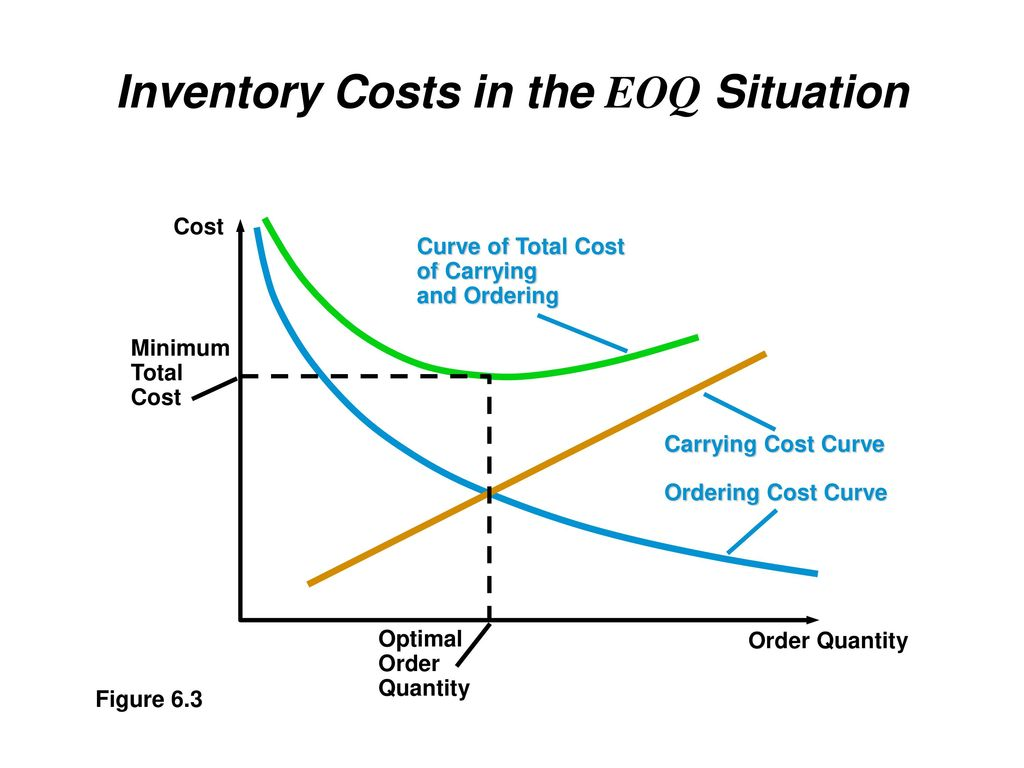 Inventory Costs in the EOQ Situation
Cost
Curve of Total Cost
of Carrying
and Ordering
Minimum
Total
Cost
Carrying Cost Curve
Ordering Cost Curve
Optimal
Order
Quantity
Order Quantity
Figure 6.3